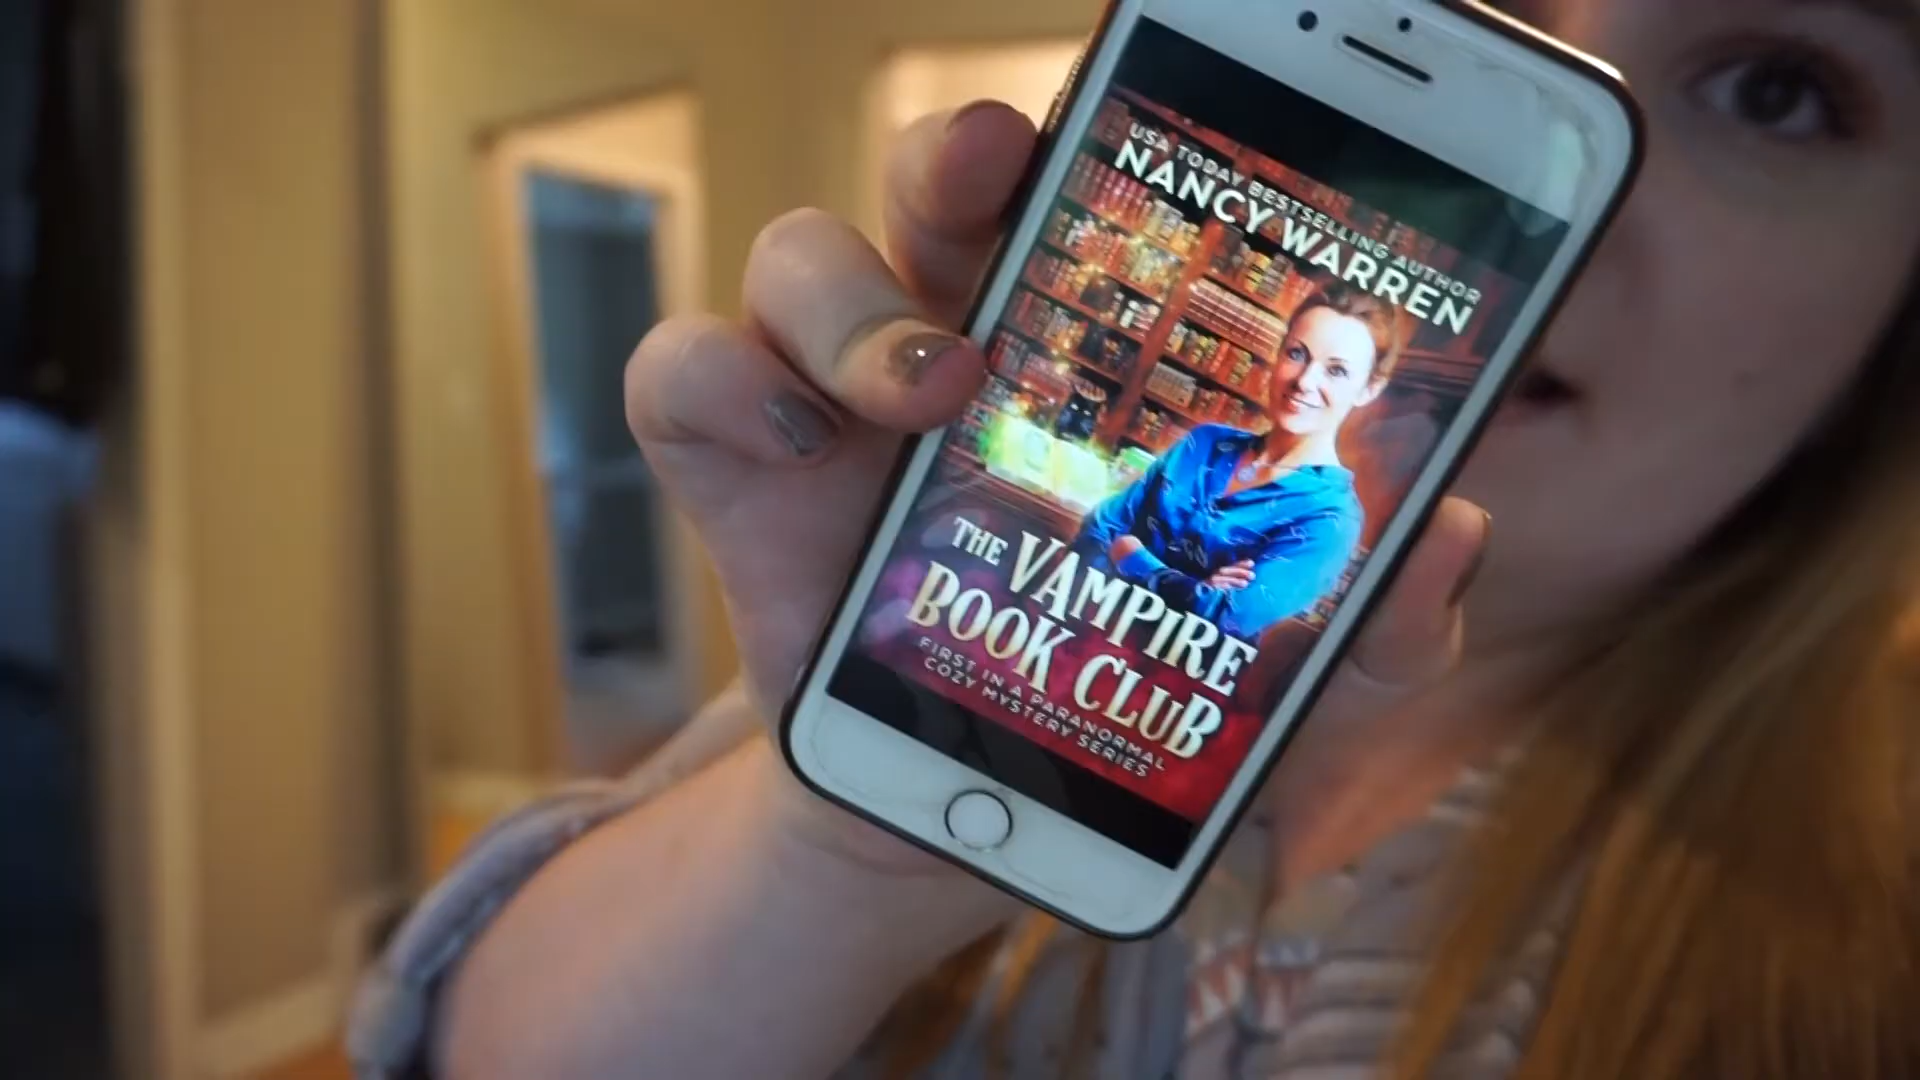 USA TODAY BESTSELLING AUTHOR
NANCY WARREN
THE VAMPIRE
BOOK CLUB
FIRST IN A PARANORMAL
COZY MYSTERY SERIES